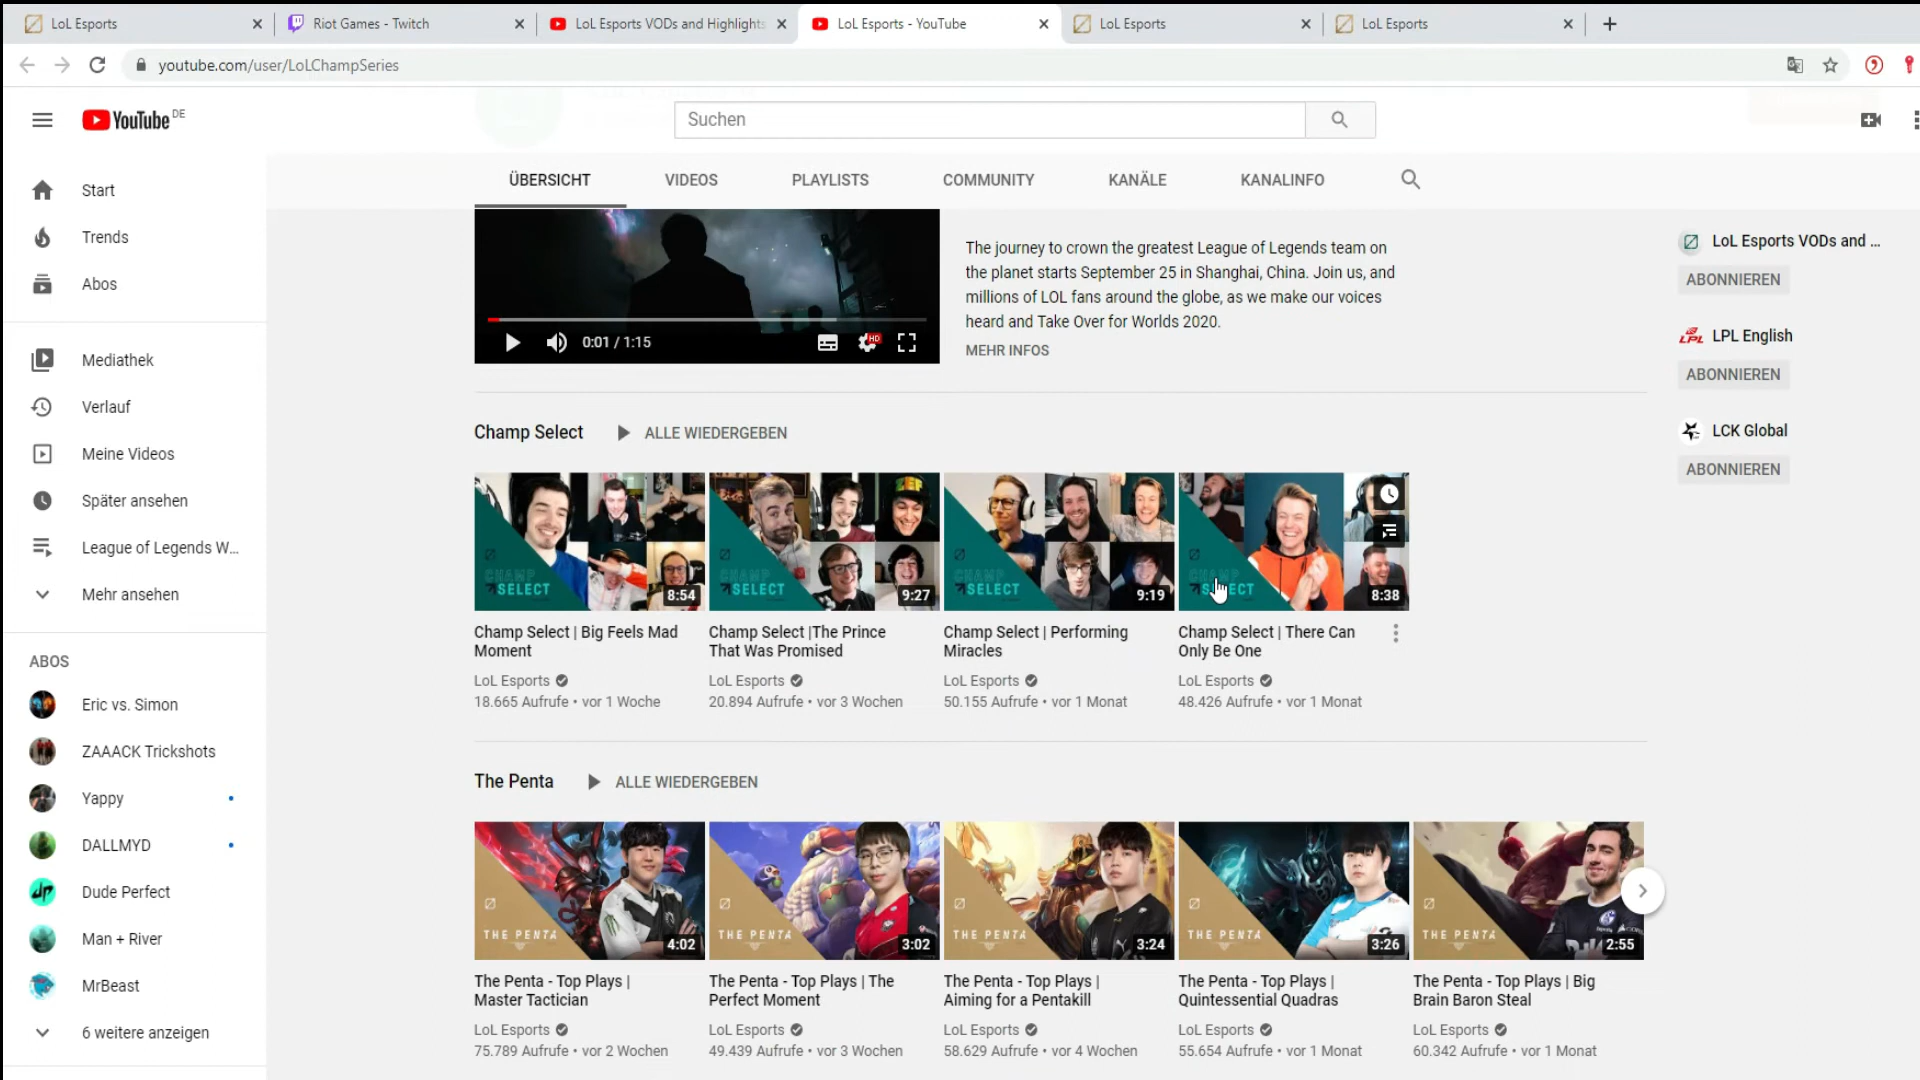 LoL Esports
Riot Games - Twitch
LoL Esports VODs and Highlights
LoL Esports - YouTube
LoL Esports
LoL Esports
youtube.com/user/LoLChampSeries
YouTube DE
Suchen
Start
Trends
Abos
Mediathek
Verlauf
Meine Videos
Später ansehen
League of Legends W...
Mehr ansehen
ABOS
Eric vs. Simon
ZAAACK Trickshots
Yappy
DALLMYD
Dude Perfect
Man + River
MrBeast
6 weitere anzeigen
ÜBERSICHT
VIDEOS
PLAYLISTS
COMMUNITY
KANÄLE
KANALINFO
0:01 / 1:15
HD
The journey to crown the greatest League of Legends team on
the planet starts September 25 in Shanghai, China. Join us, and
millions of LOL fans around the globe, as we make our voices
heard and Take Over for Worlds 2020.
MEHR INFOS
LoL Esports VODs and ...
ABONNIEREN
LPL
LPL English
ABONNIEREN
LCK Global
ABONNIEREN
Champ Select
ALLE WIEDERGEBEN
CHAMP
SELECT
8:54
Champ Select | Big Feels Mad
Moment
LoL Esports
18.665 Aufrufe • vor 1 Woche
CHAMP
SELECT
9:27
Champ Select |The Prince
That Was Promised
LoL Esports
20.894 Aufrufe • vor 3 Wochen
CHAMP
SELECT
9:19
Champ Select | Performing
Miracles
LoL Esports
50.155 Aufrufe • vor 1 Monat
8:38
Champ Select | There Can
Only Be One
LoL Esports
48.426 Aufrufe • vor 1 Monat
The Penta
ALLE WIEDERGEBEN
THE PENTA
4:02
The Penta - Top Plays |
Master Tactician
LoL Esports
75.789 Aufrufe • vor 2 Wochen
THE PENTA
3:02
The Penta - Top Plays | The
Perfect Moment
LoL Esports
49.439 Aufrufe • vor 3 Wochen
THE PENTA
3:24
The Penta - Top Plays |
Aiming for a Pentakill
LoL Esports
58.629 Aufrufe • vor 4 Wochen
THE PENTA
3:26
The Penta - Top Plays |
Quintessential Quadras
LoL Esports
55.654 Aufrufe • vor 1 Monat
THE PENTA
2:55
The Penta - Top Plays | Big
Brain Baron Steal
LoL Esports
60.342 Aufrufe • vor 1 Monat